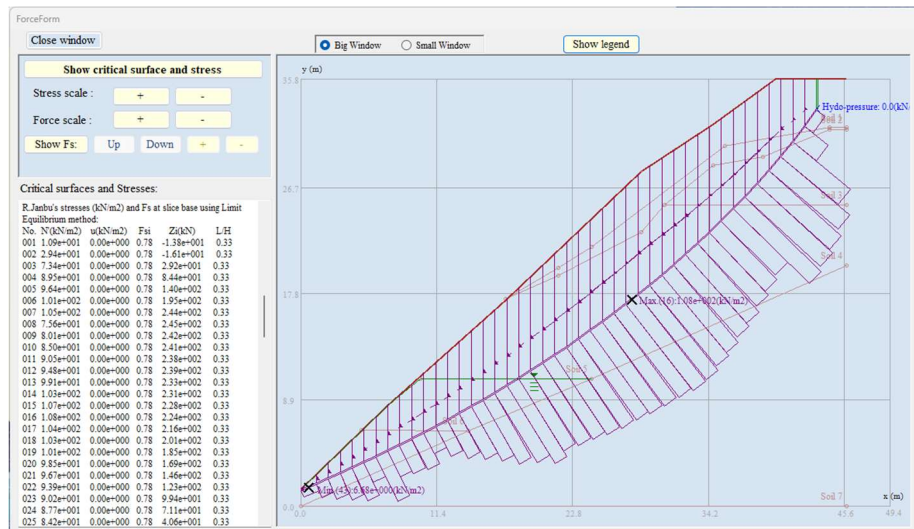 ForceForm
Close window
Big Window
Small Window
Show legend
Show critical surface and stress
Stress scale :
+
-
Force scale :
+
-
Show Fs:
Up
Down
+
-
Critical surfaces and Stresses:
R.Janbu's stresses (kN/m2) and Fs at slice base using Limit
Equilibrium method:
No. N'(kN/m2) u(kN/m2) Fsi Zi(kN) L/H
001 1.09e+001 0.00e+000 0.78 -1.38e+001 0.33
002 2.94e+001 0.00e+000 0.78 -1.61e+001 0.33
003 7.34e+001 0.00e+000 0.78 2.92e+001 0.33
004 8.95e+001 0.00e+000 0.78 8.44e+001 0.33
005 9.64e+001 0.00e+000 0.78 1.40e+002 0.33
006 1.01e+002 0.00e+000 0.78 1.95e+002 0.33
007 1.05e+002 0.00e+000 0.78 2.44e+002 0.33
008 7.56e+001 0.00e+000 0.78 2.45e+002 0.33
009 8.01e+001 0.00e+000 0.78 2.42e+002 0.33
010 8.50e+001 0.00e+000 0.78 2.41e+002 0.33
011 9.05e+001 0.00e+000 0.78 2.38e+002 0.33
012 9.48e+001 0.00e+000 0.78 2.39e+002 0.33
013 9.91e+001 0.00e+000 0.78 2.33e+002 0.33
014 1.03e+002 0.00e+000 0.78 2.31e+002 0.33
015 1.07e+002 0.00e+000 0.78 2.28e+002 0.33
016 1.08e+002 0.00e+000 0.78 2.24e+002 0.33
017 1.04e+002 0.00e+000 0.78 2.16e+002 0.33
018 1.03e+002 0.00e+000 0.78 2.01e+002 0.33
019 1.01e+002 0.00e+000 0.78 1.85e+002 0.33
020 9.85e+001 0.00e+000 0.78 1.69e+002 0.33
021 9.67e+001 0.00e+000 0.78 1.46e+002 0.33
022 9.39e+001 0.00e+000 0.78 1.23e+002 0.33
023 9.02e+001 0.00e+000 0.78 9.94e+001 0.33
024 8.77e+001 0.00e+000 0.78 7.11e+001 0.33
025 8.42e+001 0.00e+000 0.78 4.06e+001 0.33
y (m)
35.8
Hydo-pressure: 0.0(kN
Soil 2
26.7
Soil 3
Soil 4
17.8
Max.(16):1.08e+002(kN/m2)
Soil 5
8.9
Soil 6
Min.(43):6.68e+000(kN/m2)
Soil 7
x (m)
0.0
0.0
11.4
22.8
34.2
45.6
49.4